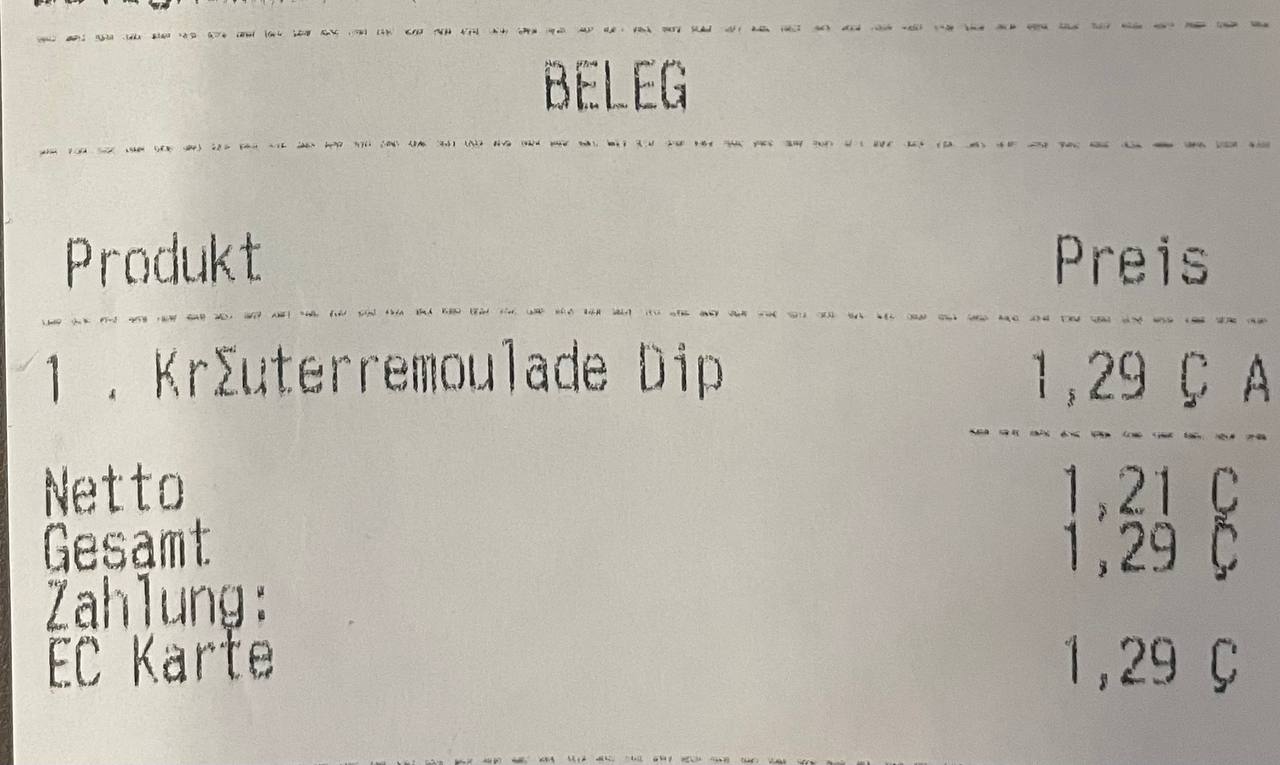 BELEG
Produkt Preis
1 . KrΣuterremoulade Dip 1,29 Ç A
Netto 1,21 Ç
Gesamt 1,29 Ç
Zahlung:
EC Karte 1,29 Ç